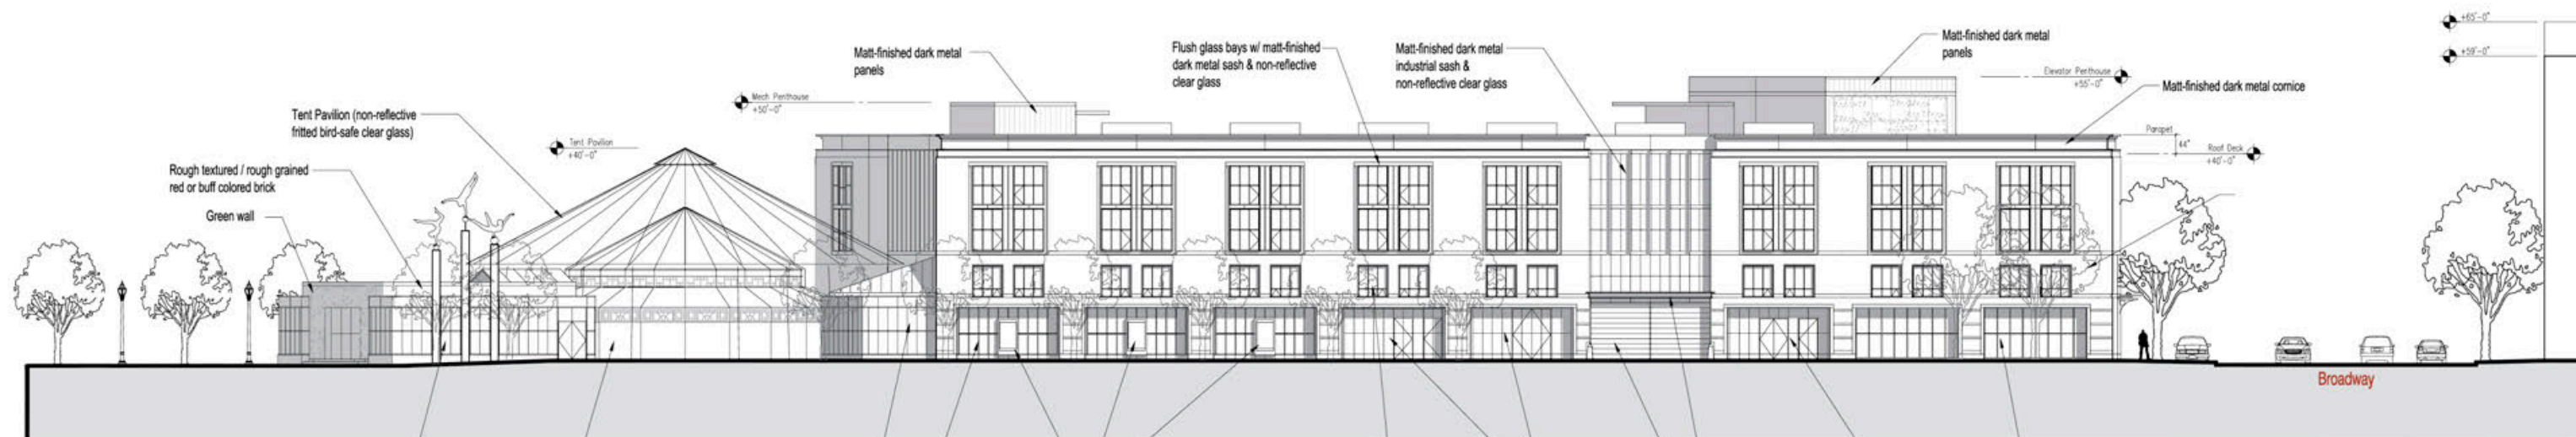 Green wall
Rough textured / rough grained
red or buff colored brick
Tent Pavilion (non-reflective
fritted bird-safe clear glass)
Tent Pavilion
+40'-0"
Mech Penthouse
+50'-0"
Matt-finished dark metal
panels
Flush glass bays w/ matt-finished
dark metal sash & non-reflective
clear glass
Matt-finished dark metal
industrial sash &
non-reflective clear glass
Matt-finished dark metal
panels
Elevator Penthouse
+55'-0"
Matt-finished dark metal cornice
Parapet
44"
Roof Deck
+40'-0"
+65'-0"
+59'-0"
Broadway